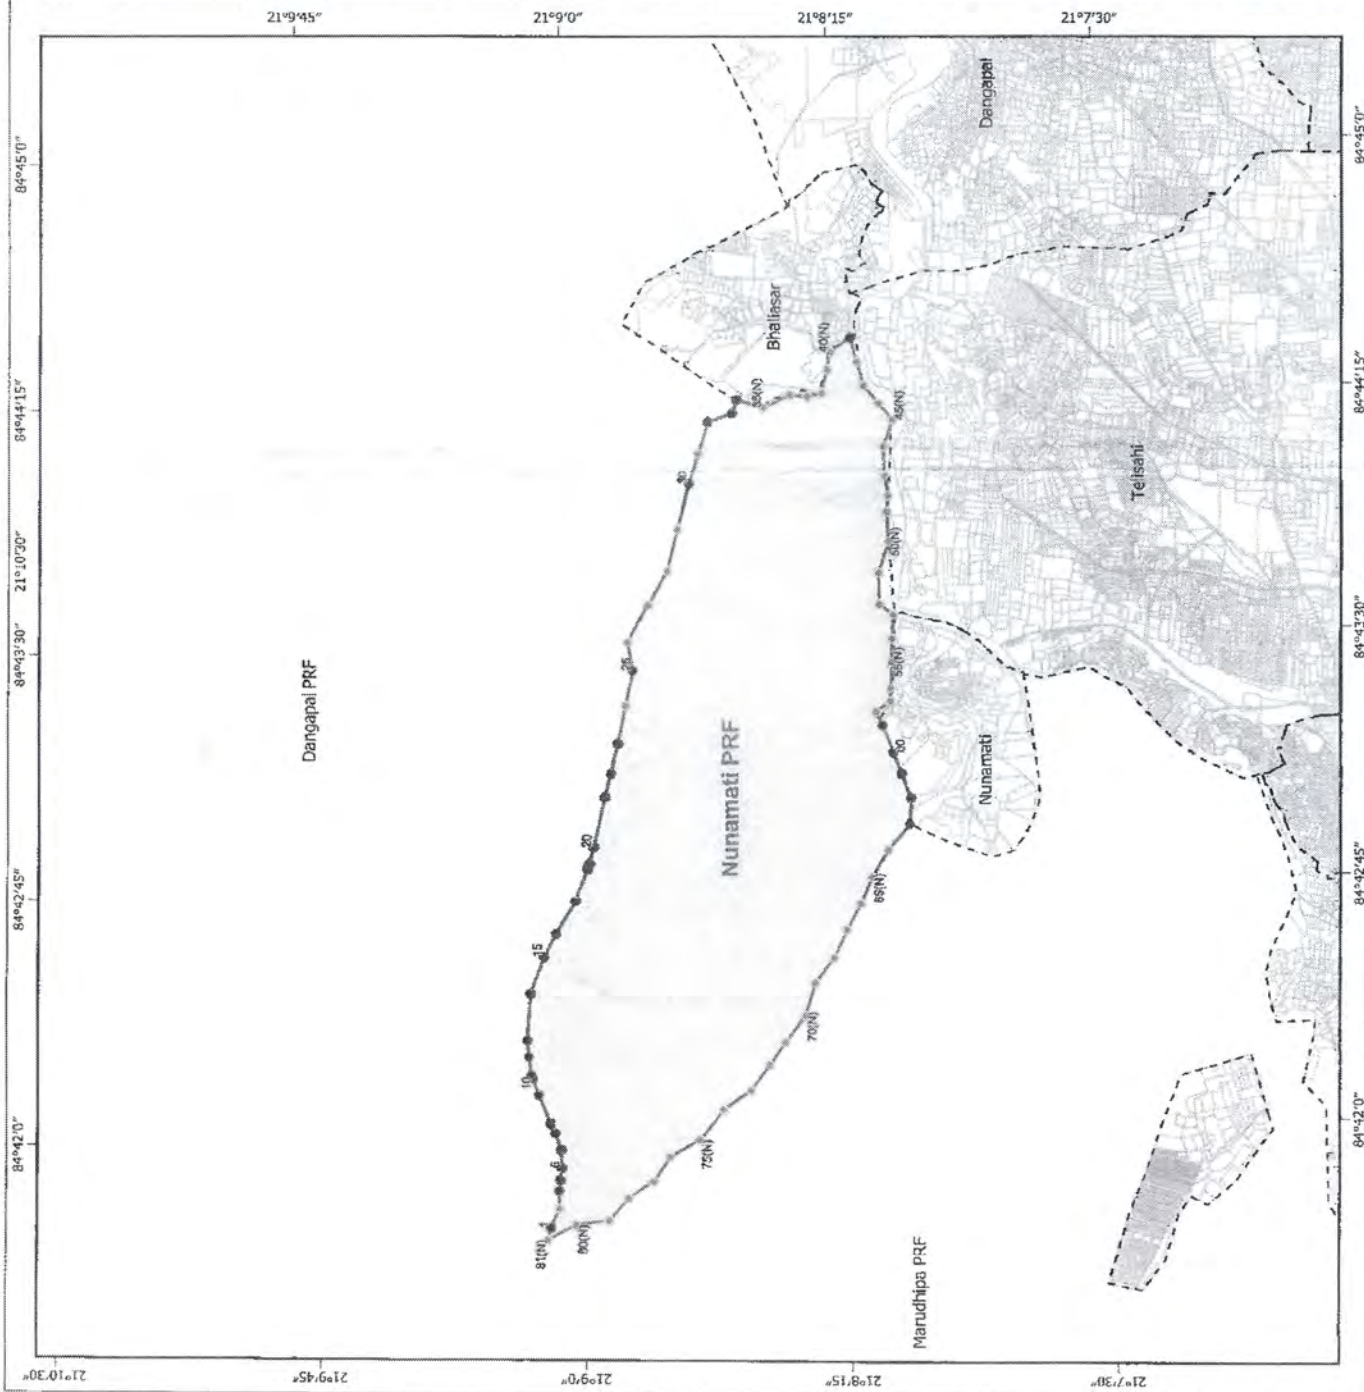 21°9'45"
21°9'0"
21°8'15"
21°7'30"
84°45'0"
84°44'15"
21°10'30"
84°43'30"
84°42'45"
84°42'0"
84°45'0"
84°44'15"
84°43'30"
84°42'45"
84°42'0"
21°10'30"
21°9'45"
21°9'0"
21°8'15"
21°7'30"
Dangapal PRF
Dangapal
Bhaliasar
Telisahi
Nunamati PRF
Nunamati
Marudhipa PRF
1
10
15
20
25
40(N)
45(N)
50(N)
55(N)
60
65(N)
70(N)
75(N)
80(N)
81(N)